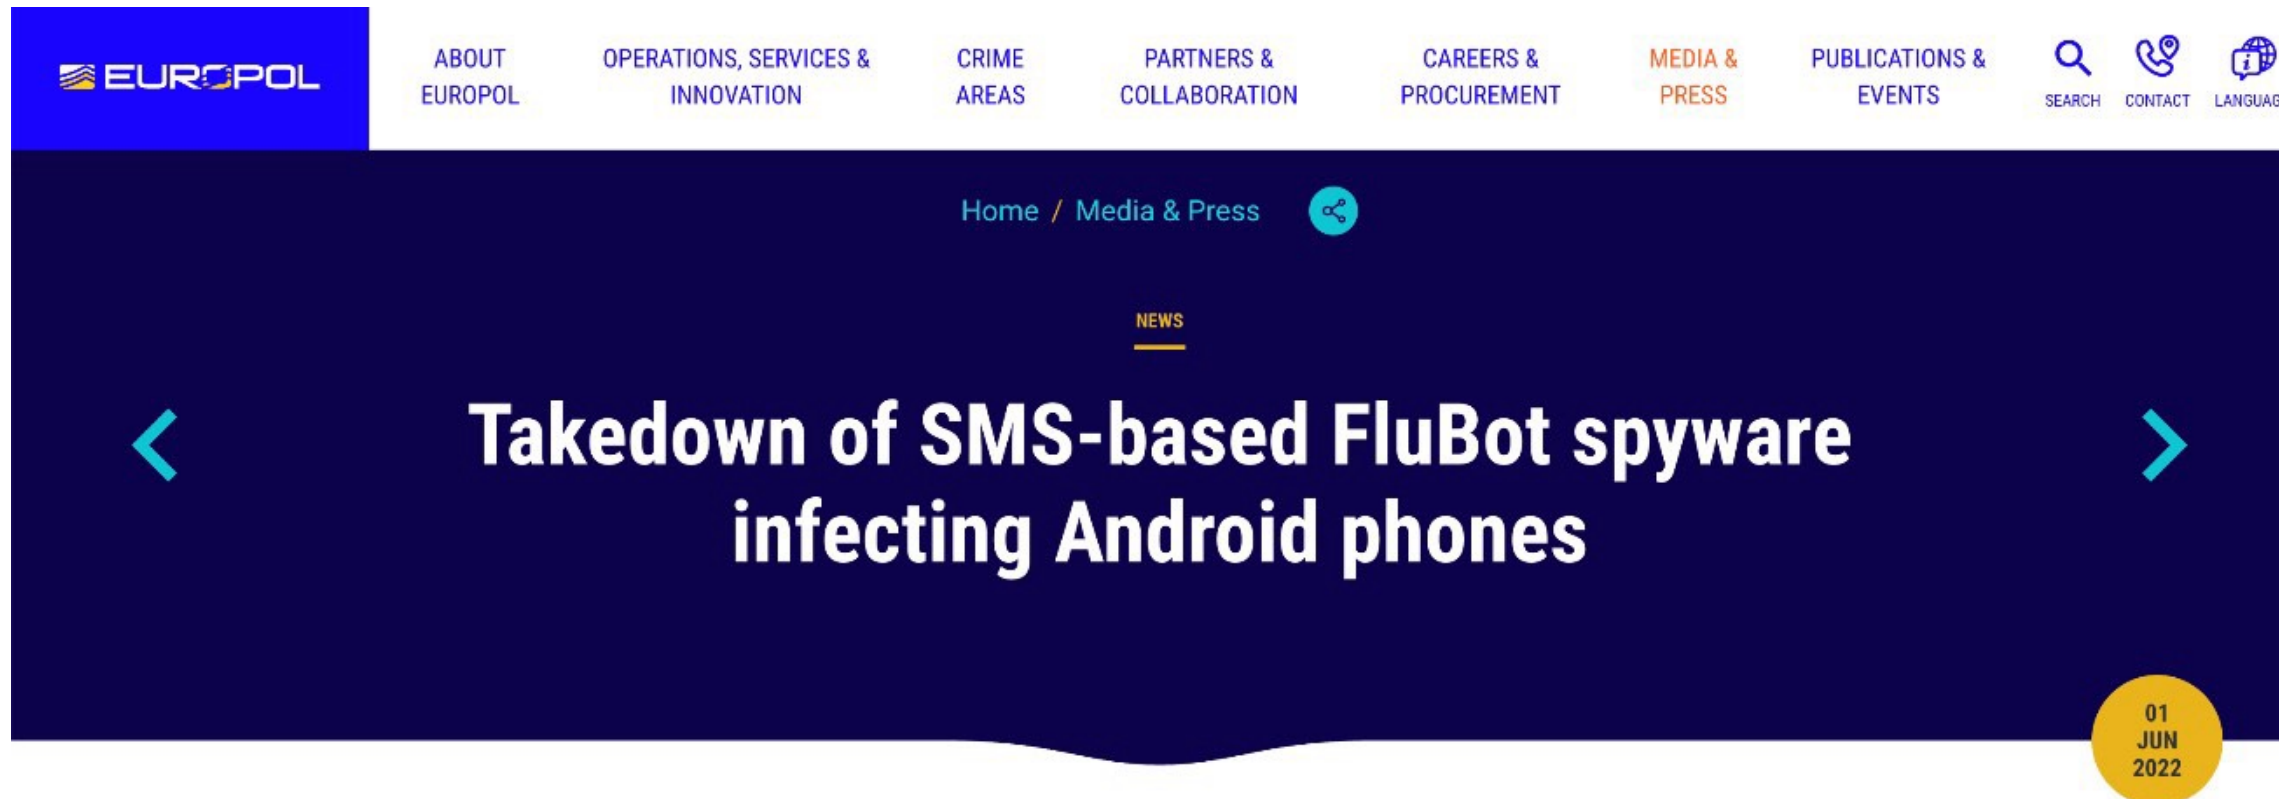 EUROPOL
ABOUT
EUROPOL
OPERATIONS, SERVICES &
INNOVATION
CRIME
AREAS
PARTNERS &
COLLABORATION
CAREERS &
PROCUREMENT
MEDIA &
PRESS
PUBLICATIONS &
EVENTS
SEARCH
CONTACT
LANGUAG
Home / Media & Press
NEWS
Takedown of SMS-based FluBot spyware
infecting Android phones
01
JUN
2022